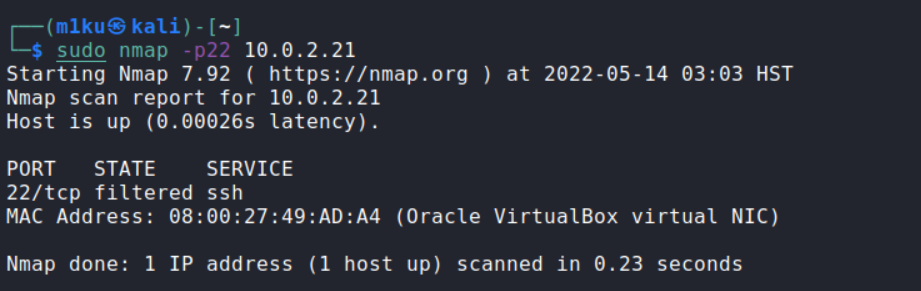 ┌──(m1ku㉿kali)-[~]
└─$ sudo nmap -p22 10.0.2.21
Starting Nmap 7.92 ( https://nmap.org ) at 2022-05-14 03:03 HST
Nmap scan report for 10.0.2.21
Host is up (0.00026s latency).
PORT   STATE    SERVICE
22/tcp filtered ssh
MAC Address: 08:00:27:49:AD:A4 (Oracle VirtualBox virtual NIC)
Nmap done: 1 IP address (1 host up) scanned in 0.23 seconds